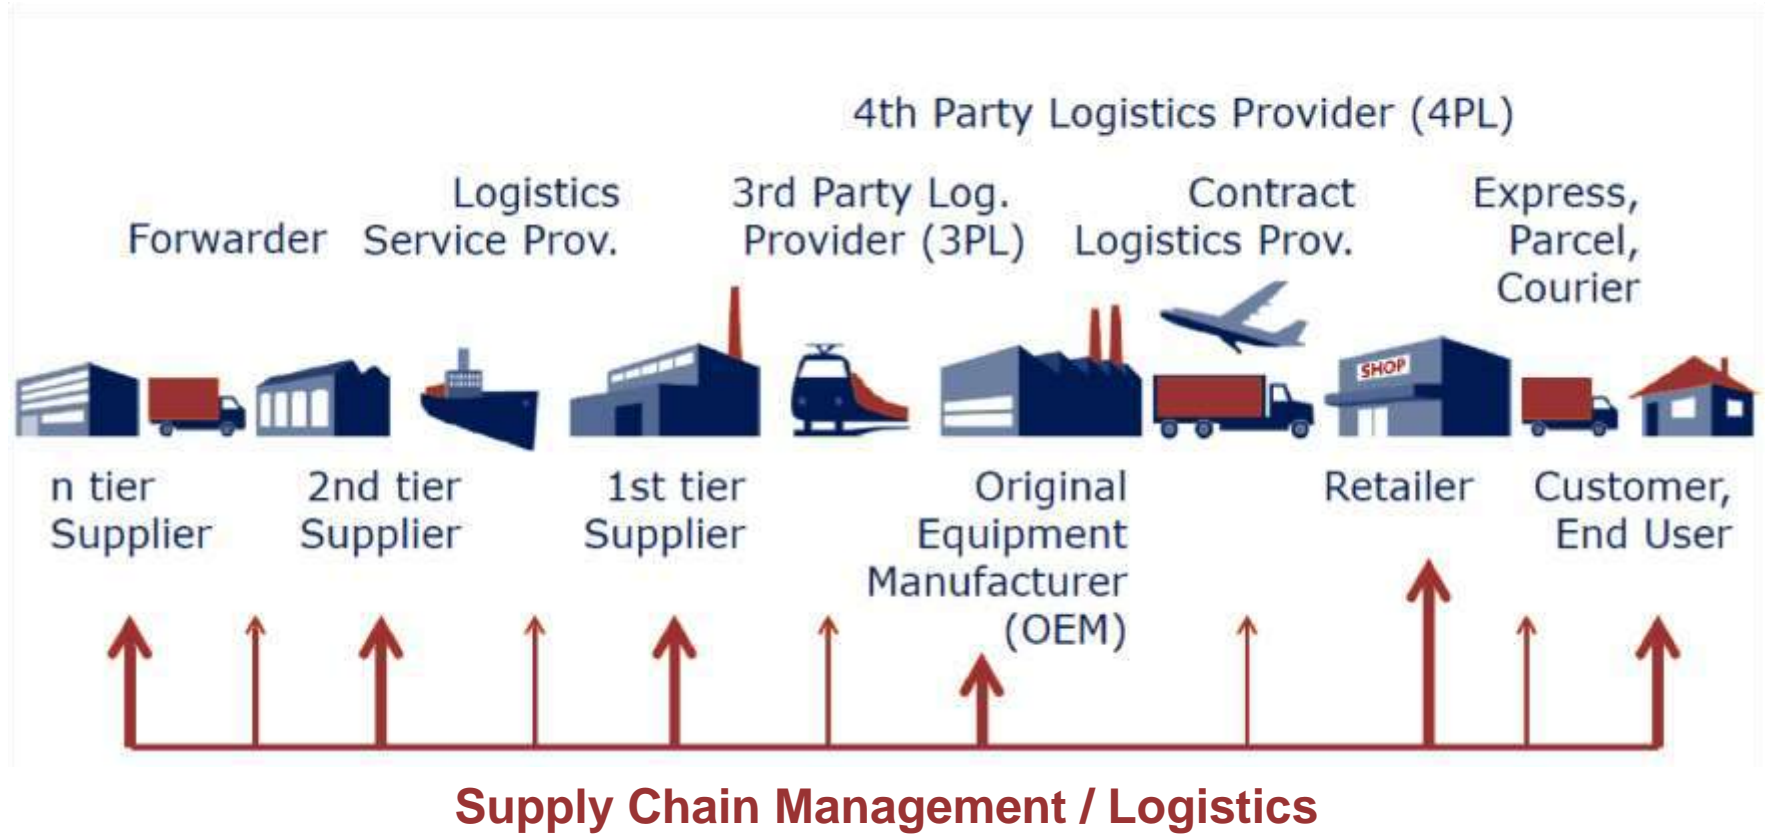 4th Party Logistics Provider (4PL)
Forwarder
Logistics
Service Prov.
3rd Party Log.
Provider (3PL)
Contract
Logistics Prov.
Express,
Parcel,
Courier
SHOP
n tier
Supplier
2nd tier
Supplier
1st tier
Supplier
Original
Equipment
Manufacturer
(OEM)
Retailer
Customer,
End User
Supply Chain Management / Logistics